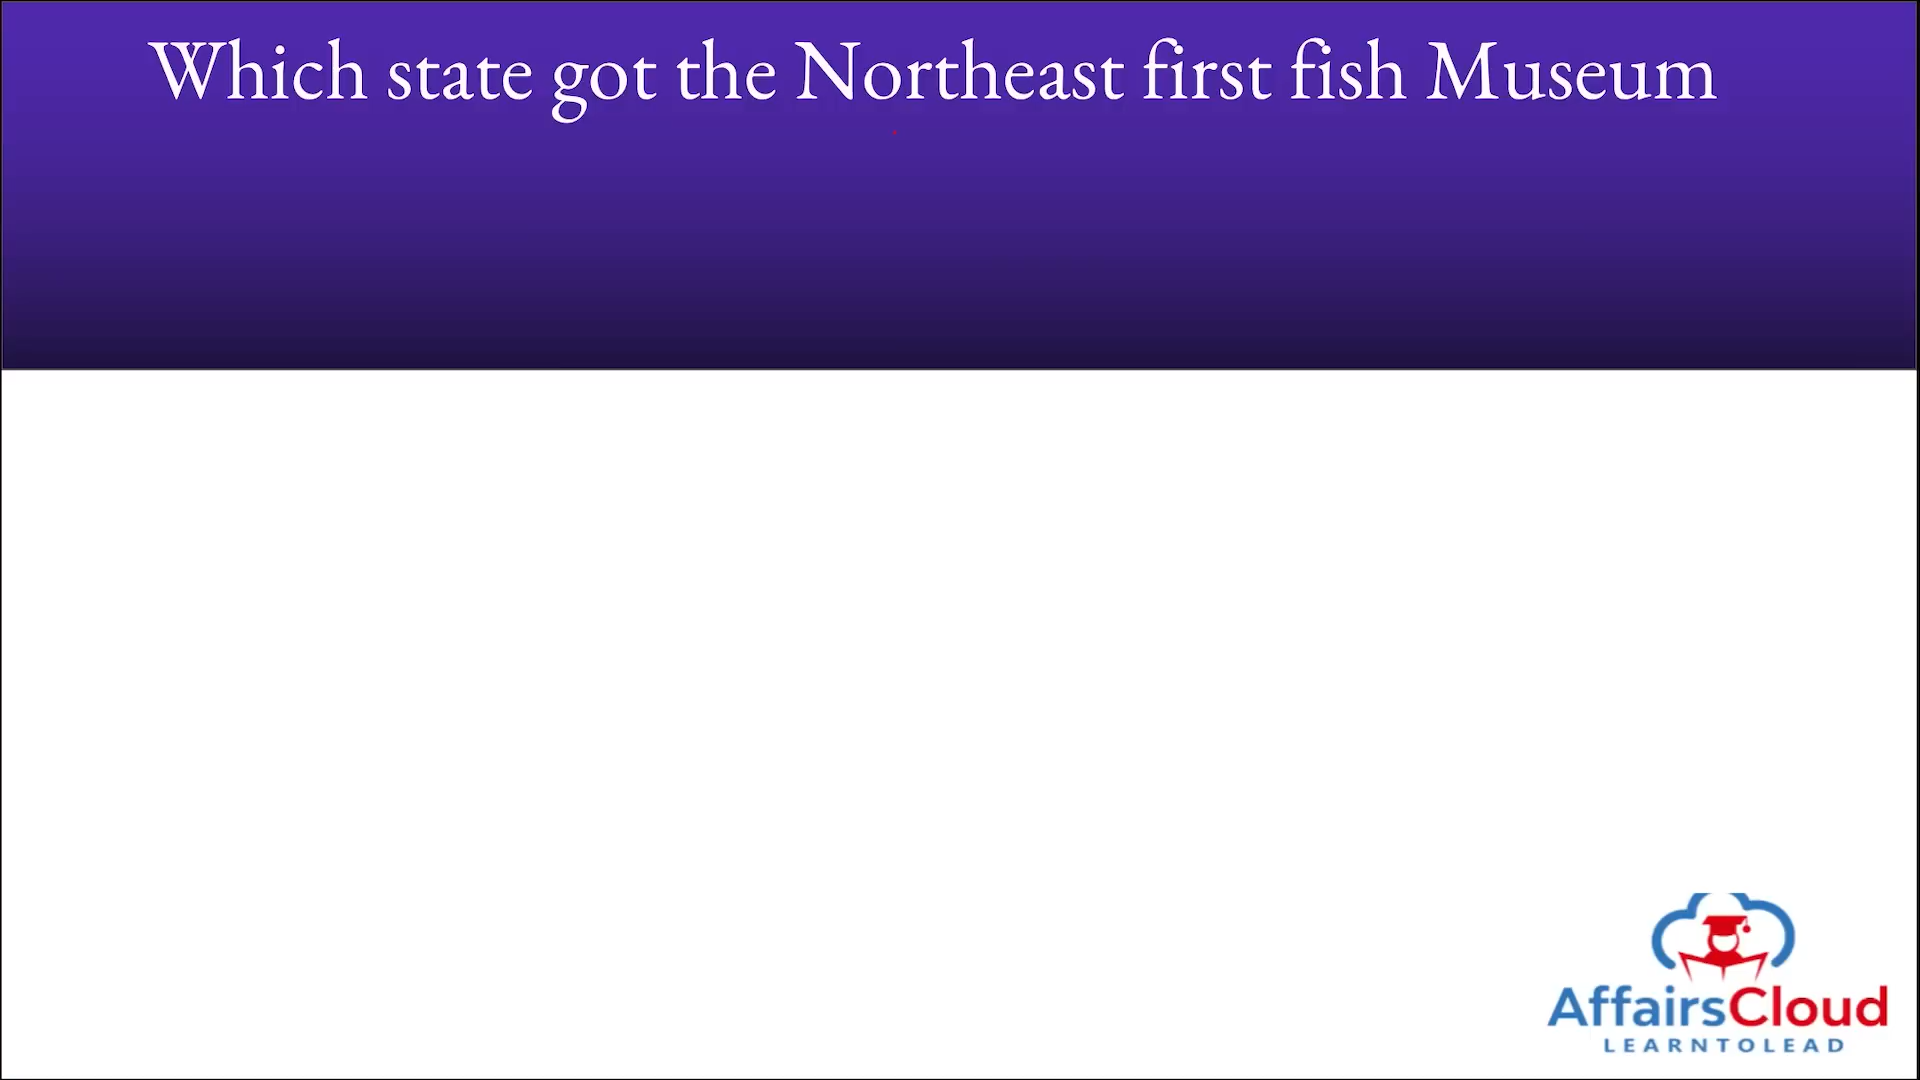 Which state got the Northeast first fish Museum
AffairsCloud
LEARNTOLEAD